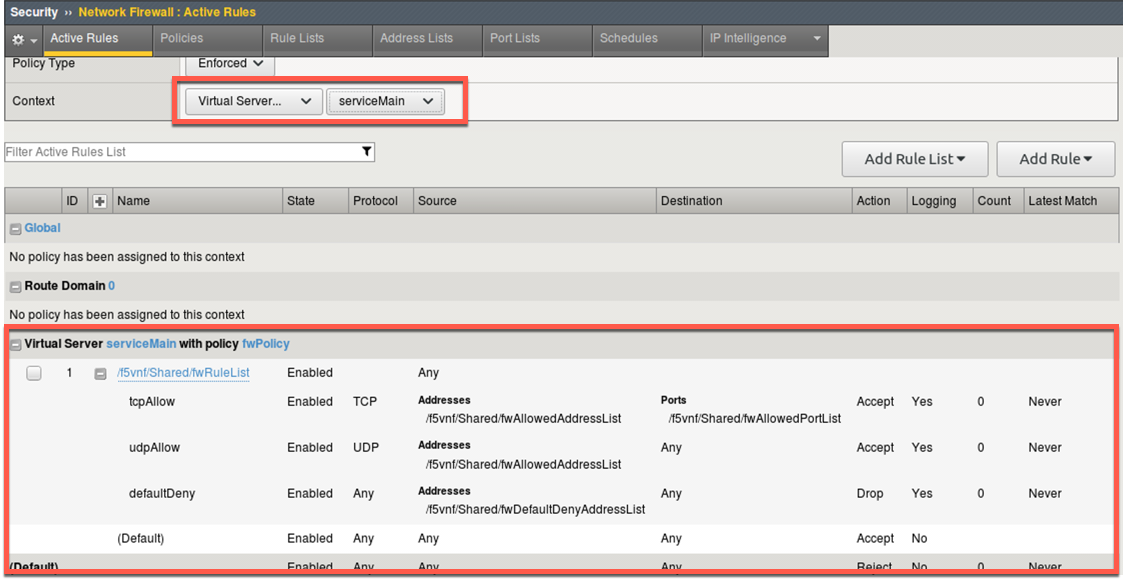 Security ›› Network Firewall : Active Rules
Active Rules Policies Rule Lists Address Lists Port Lists Schedules IP Intelligence
Policy Type Enforced
Context Virtual Server... serviceMain
Filter Active Rules List
Add Rule List Add Rule
ID Name State Protocol Source Destination Action Logging Count Latest Match
Global
No policy has been assigned to this context
Route Domain 0
No policy has been assigned to this context
Virtual Server serviceMain with policy fwPolicy
1 /f5vnf/Shared/fwRuleList Enabled Any
tcpAllow Enabled TCP Addresses Ports Accept Yes 0 Never
/f5vnf/Shared/fwAllowedAddressList /f5vnf/Shared/fwAllowedPortList
udpAllow Enabled UDP Addresses Any Accept Yes 0 Never
/f5vnf/Shared/fwAllowedAddressList
defaultDeny Enabled Any Addresses Any Drop Yes 0 Never
/f5vnf/Shared/fwDefaultDenyAddressList
(Default) Enabled Any Any Any Accept No
(Default) Enabled Any Any Any Reject No 0 Never